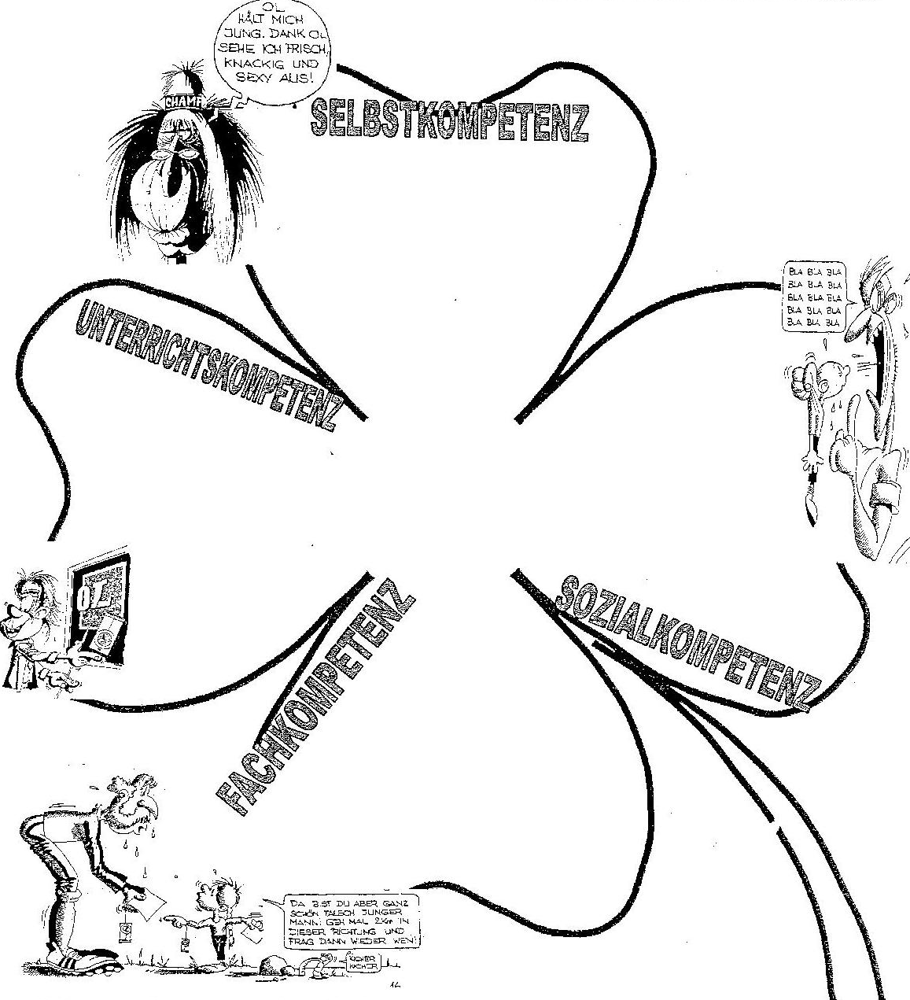 OL
HÄLT MICH
JUNG. DANK OL
SEHE ICH FRISCH,
KNACKIG UND
SEXY AUS!
CHAMP
SELBSTKOMPETENZ
BLA BLA BLA
BLA BLA BLA
BLA BLA BLA
BLA BLA BLA
BLA BLA BLA
UNTERRICHTSKOMPETENZ
OL
SOZIALKOMPETENZ
FACHKOMPETENZ
DA BIST DU ABER GANZ
SCHÖN FALSCH JUNGER
MANN! GEH MAL 2KM IN
DIESER RICHTUNG UND
FRAG DANN WIEDER WEN!
KICHER
KICHER